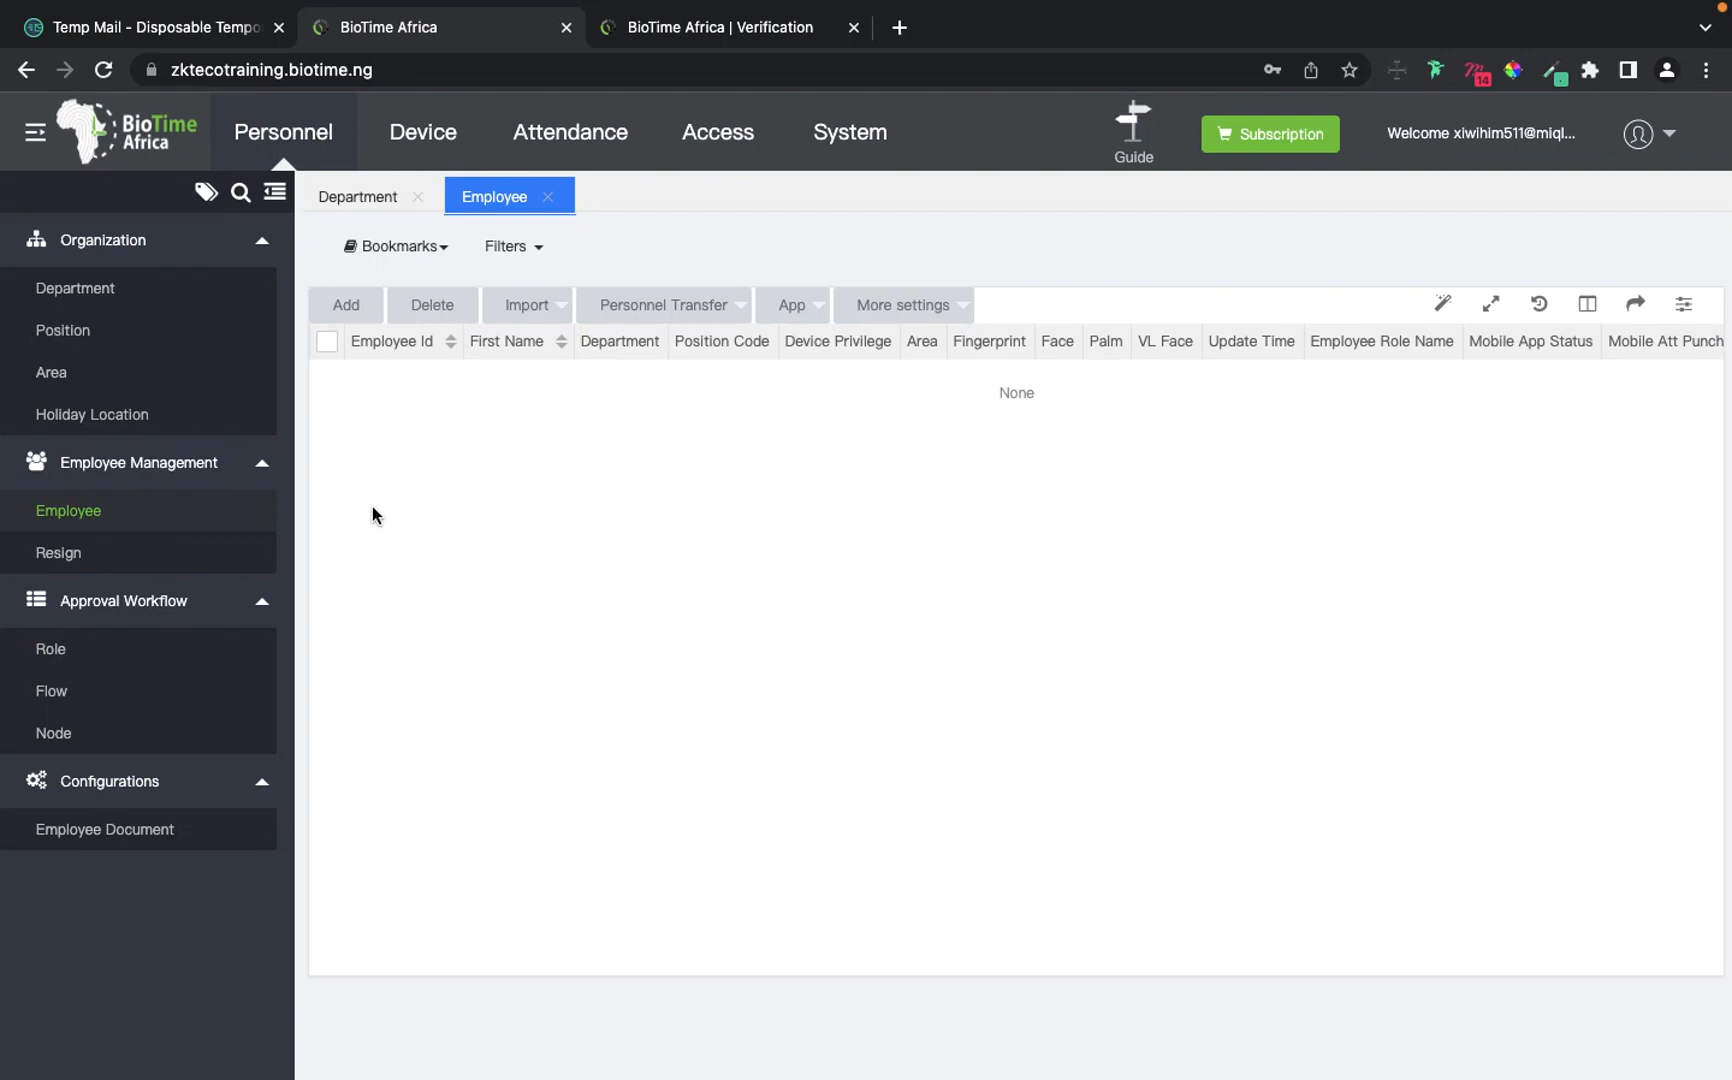 Temp Mail - Disposable Tempo
BioTime Africa
BioTime Africa | Verification
zktecotraining.biotime.ng
14
BioTime
Africa
Personnel
Device
Attendance
Access
System
Guide
Subscription
Welcome xiwihim511@miql...
Organization
Department
Position
Area
Holiday Location
Employee Management
Employee
Resign
Approval Workflow
Role
Flow
Node
Configurations
Employee Document
Department
Employee
Bookmarks
Filters
Add
Delete
Import
Personnel Transfer
App
More settings
Employee Id
First Name
Department
Position Code
Device Privilege
Area
Fingerprint
Face
Palm
VL Face
Update Time
Employee Role Name
Mobile App Status
Mobile Att Punch
None